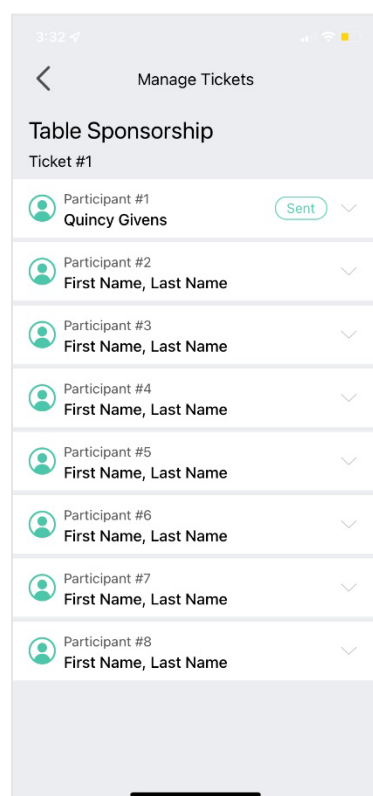 3:32
Manage Tickets
Table Sponsorship
Ticket #1
Participant #1
Quincy Givens
Sent
Participant #2
First Name, Last Name
Participant #3
First Name, Last Name
Participant #4
First Name, Last Name
Participant #5
First Name, Last Name
Participant #6
First Name, Last Name
Participant #7
First Name, Last Name
Participant #8
First Name, Last Name